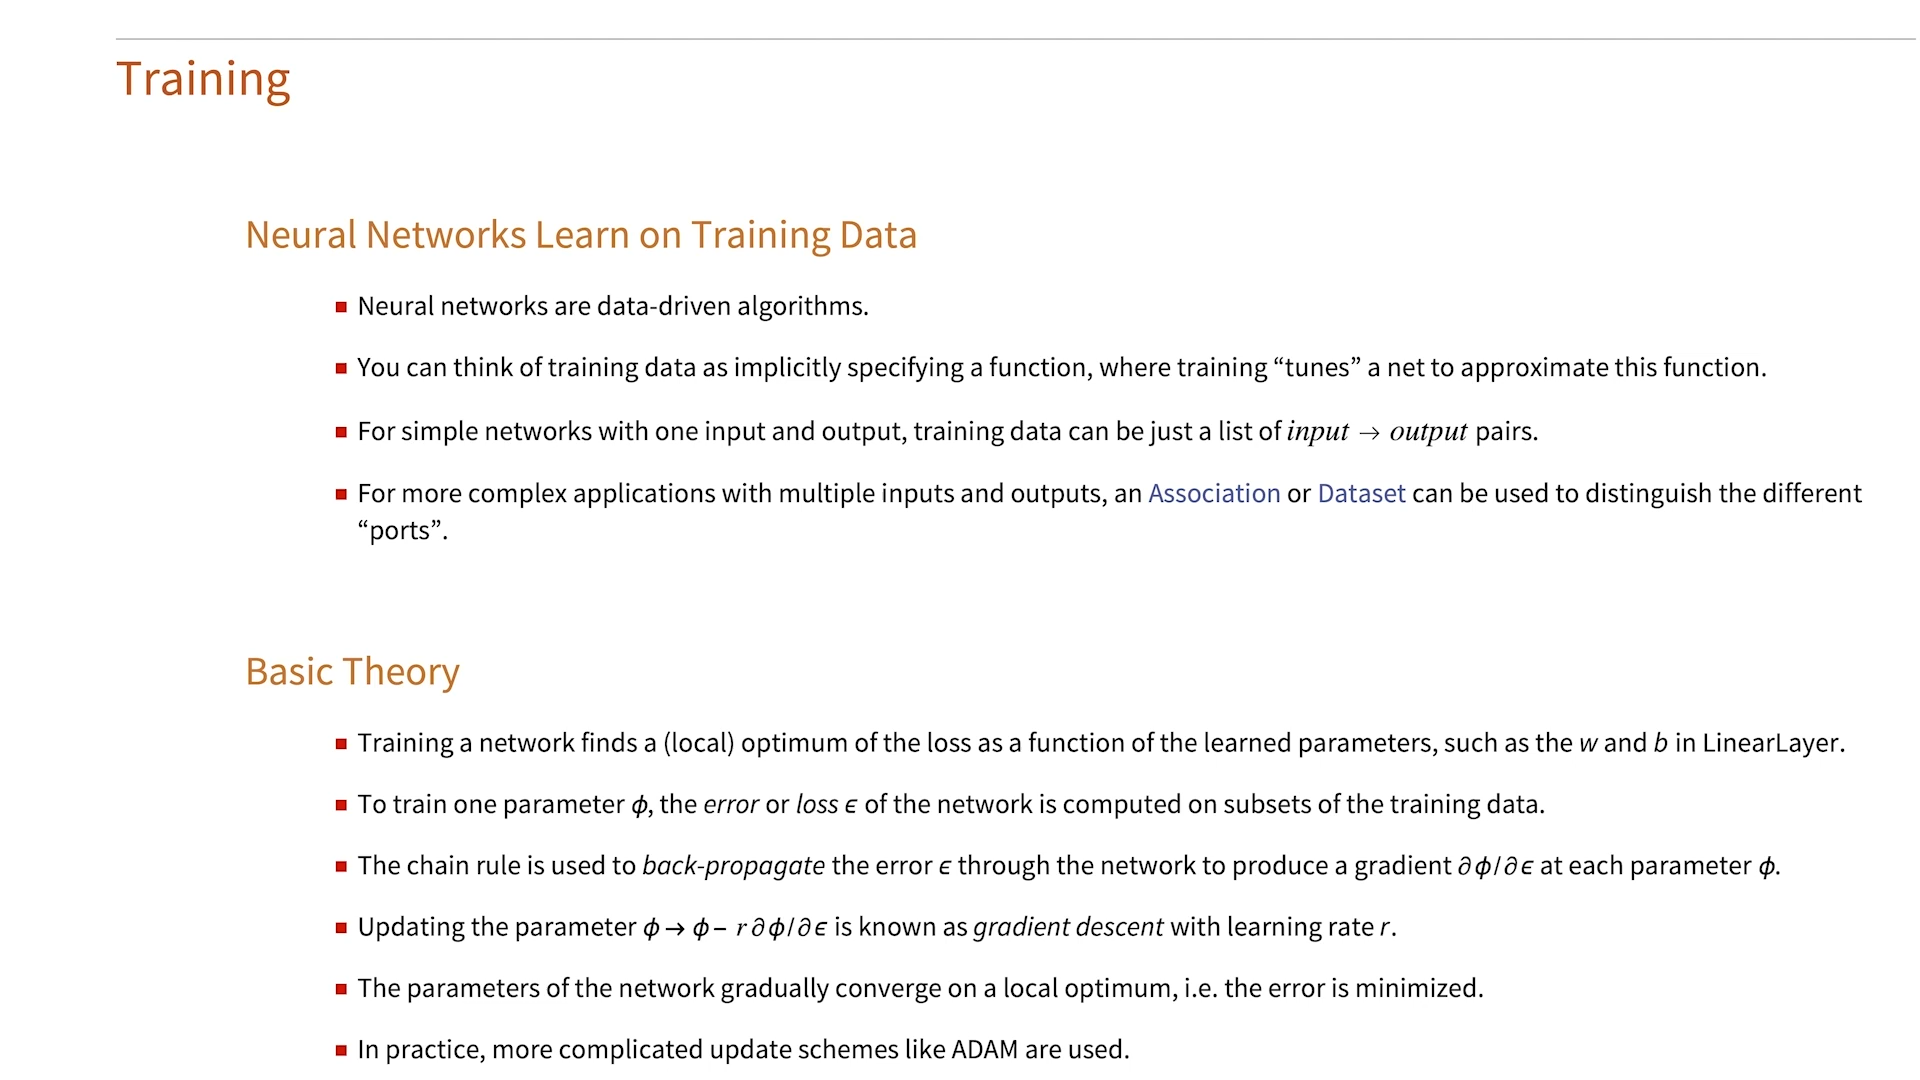 Training
Neural Networks Learn on Training Data
■ Neural networks are data-driven algorithms.
■ You can think of training data as implicitly specifying a function, where training “tunes” a net to approximate this function.
■ For simple networks with one input and output, training data can be just a list of input → output pairs.
■ For more complex applications with multiple inputs and outputs, an Association or Dataset can be used to distinguish the different
“ports”.
Basic Theory
■ Training a network finds a (local) optimum of the loss as a function of the learned parameters, such as the w and b in LinearLayer.
■ To train one parameter ϕ, the error or loss ϵ of the network is computed on subsets of the training data.
■ The chain rule is used to back-propagate the error ϵ through the network to produce a gradient ∂ϕ/∂ϵ at each parameter ϕ.
■ Updating the parameter ϕ → ϕ – r ∂ϕ/∂ϵ is known as gradient descent with learning rate r.
■ The parameters of the network gradually converge on a local optimum, i.e. the error is minimized.
■ In practice, more complicated update schemes like ADAM are used.